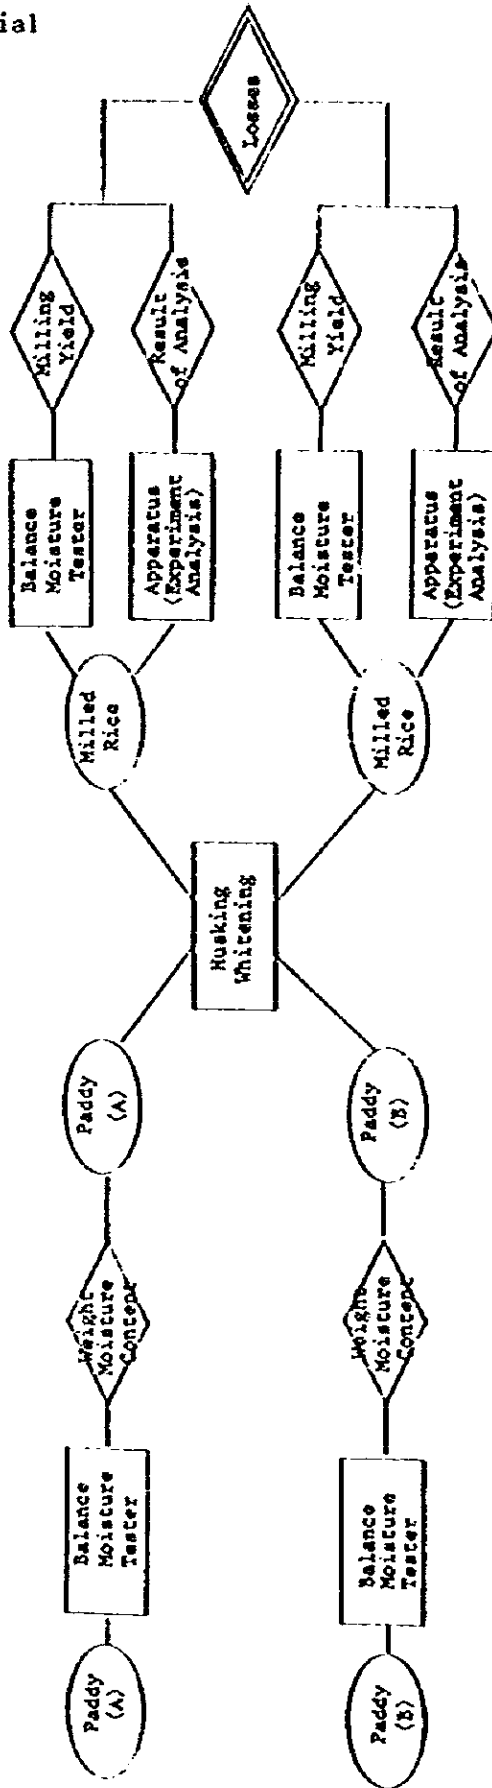 ial
Paddy
(A)
Balance
Moisture
Tester
Weight
Moisture
Content
Paddy
(A)
Paddy
(B)
Balance
Moisture
Tester
Weight
Moisture
Content
Paddy
(B)
Husking
Whitening
Milled
Rice
Balance
Moisture
Tester
Milling
Yield
Apparatus
(Experiment
Analysis)
Result
of Analysis
Milled
Rice
Balance
Moisture
Tester
Milling
Yield
Apparatus
(Experiment
Analysis)
Result
of Analysis
Losses